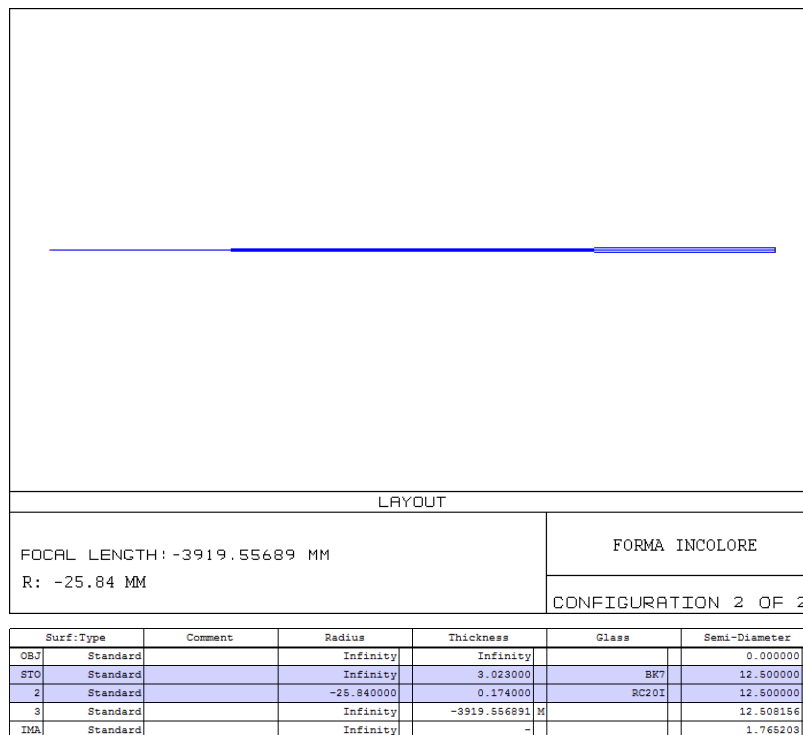 LAYOUT
FOCAL LENGTH: -3919.55689 MM
R: -25.84 MM
FORMA INCOLORE
CONFIGURATION 2 OF 2
Surf:Type Comment Radius Thickness Glass Semi-Diameter
OBJ Standard Infinity Infinity 0.000000
STO Standard Infinity 3.023000 BK7 12.500000
2 Standard -25.840000 0.174000 RC20I 12.500000
3 Standard Infinity -3919.556891 M 12.508156
IMA Standard Infinity - 1.765203